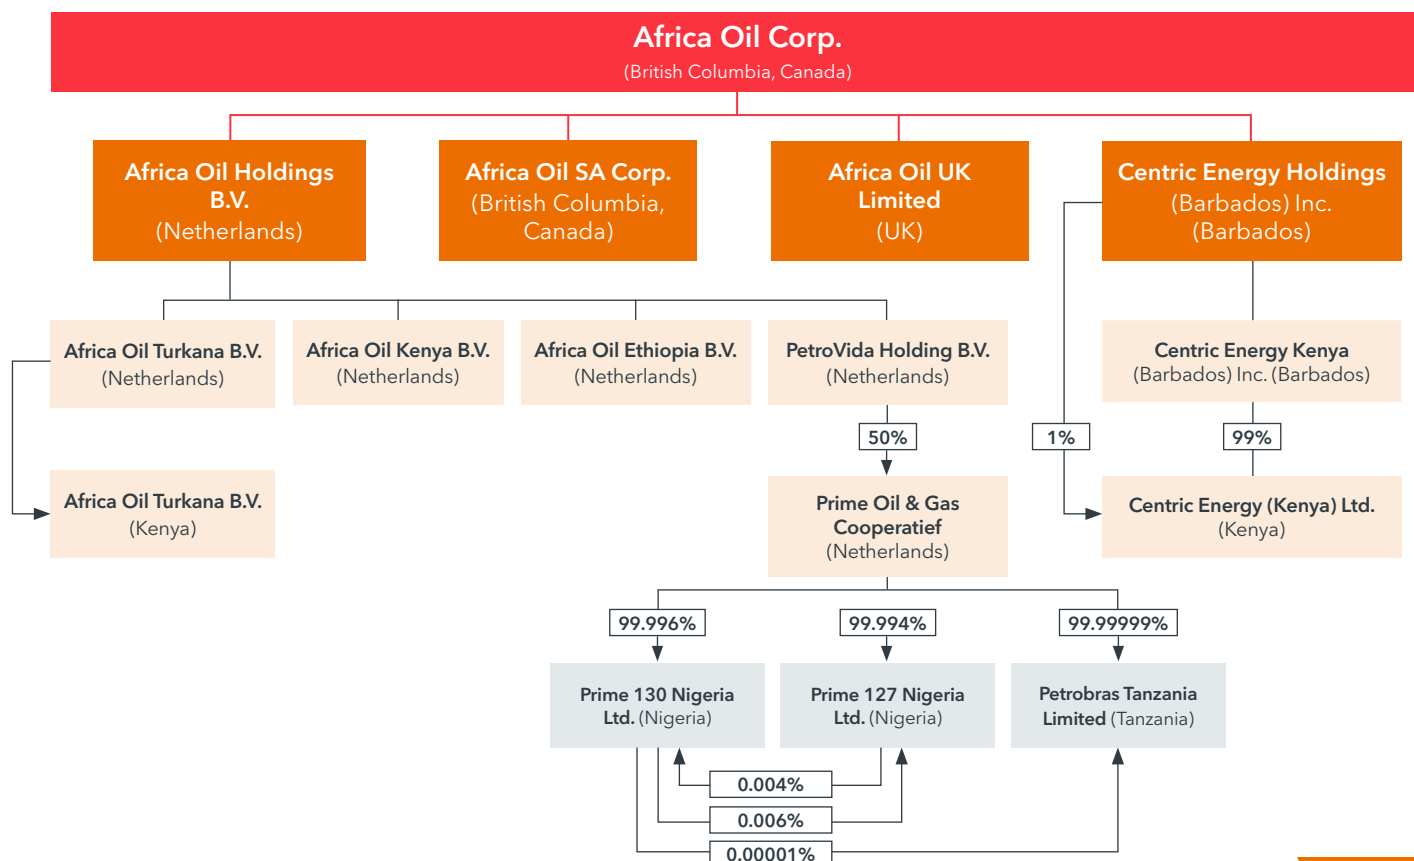 Africa Oil Corp.
(British Columbia, Canada)
Africa Oil Holdings
B.V.
(Netherlands)
Africa Oil SA Corp.
(British Columbia,
Canada)
Africa Oil UK
Limited
(UK)
Centric Energy Holdings
(Barbados) Inc.
(Barbados)
Africa Oil Turkana B.V.
(Netherlands)
Africa Oil Kenya B.V.
(Netherlands)
Africa Oil Ethiopia B.V.
(Netherlands)
PetroVida Holding B.V.
(Netherlands)
Centric Energy Kenya
(Barbados) Inc. (Barbados)
50%
1%
99%
Africa Oil Turkana B.V.
(Kenya)
Prime Oil & Gas
Cooperatief
(Netherlands)
Centric Energy (Kenya) Ltd.
(Kenya)
99.996%
99.994%
99.99999%
Prime 130 Nigeria
Ltd. (Nigeria)
Prime 127 Nigeria
Ltd. (Nigeria)
Petrobras Tanzania
Limited (Tanzania)
0.004%
0.006%
0.00001%